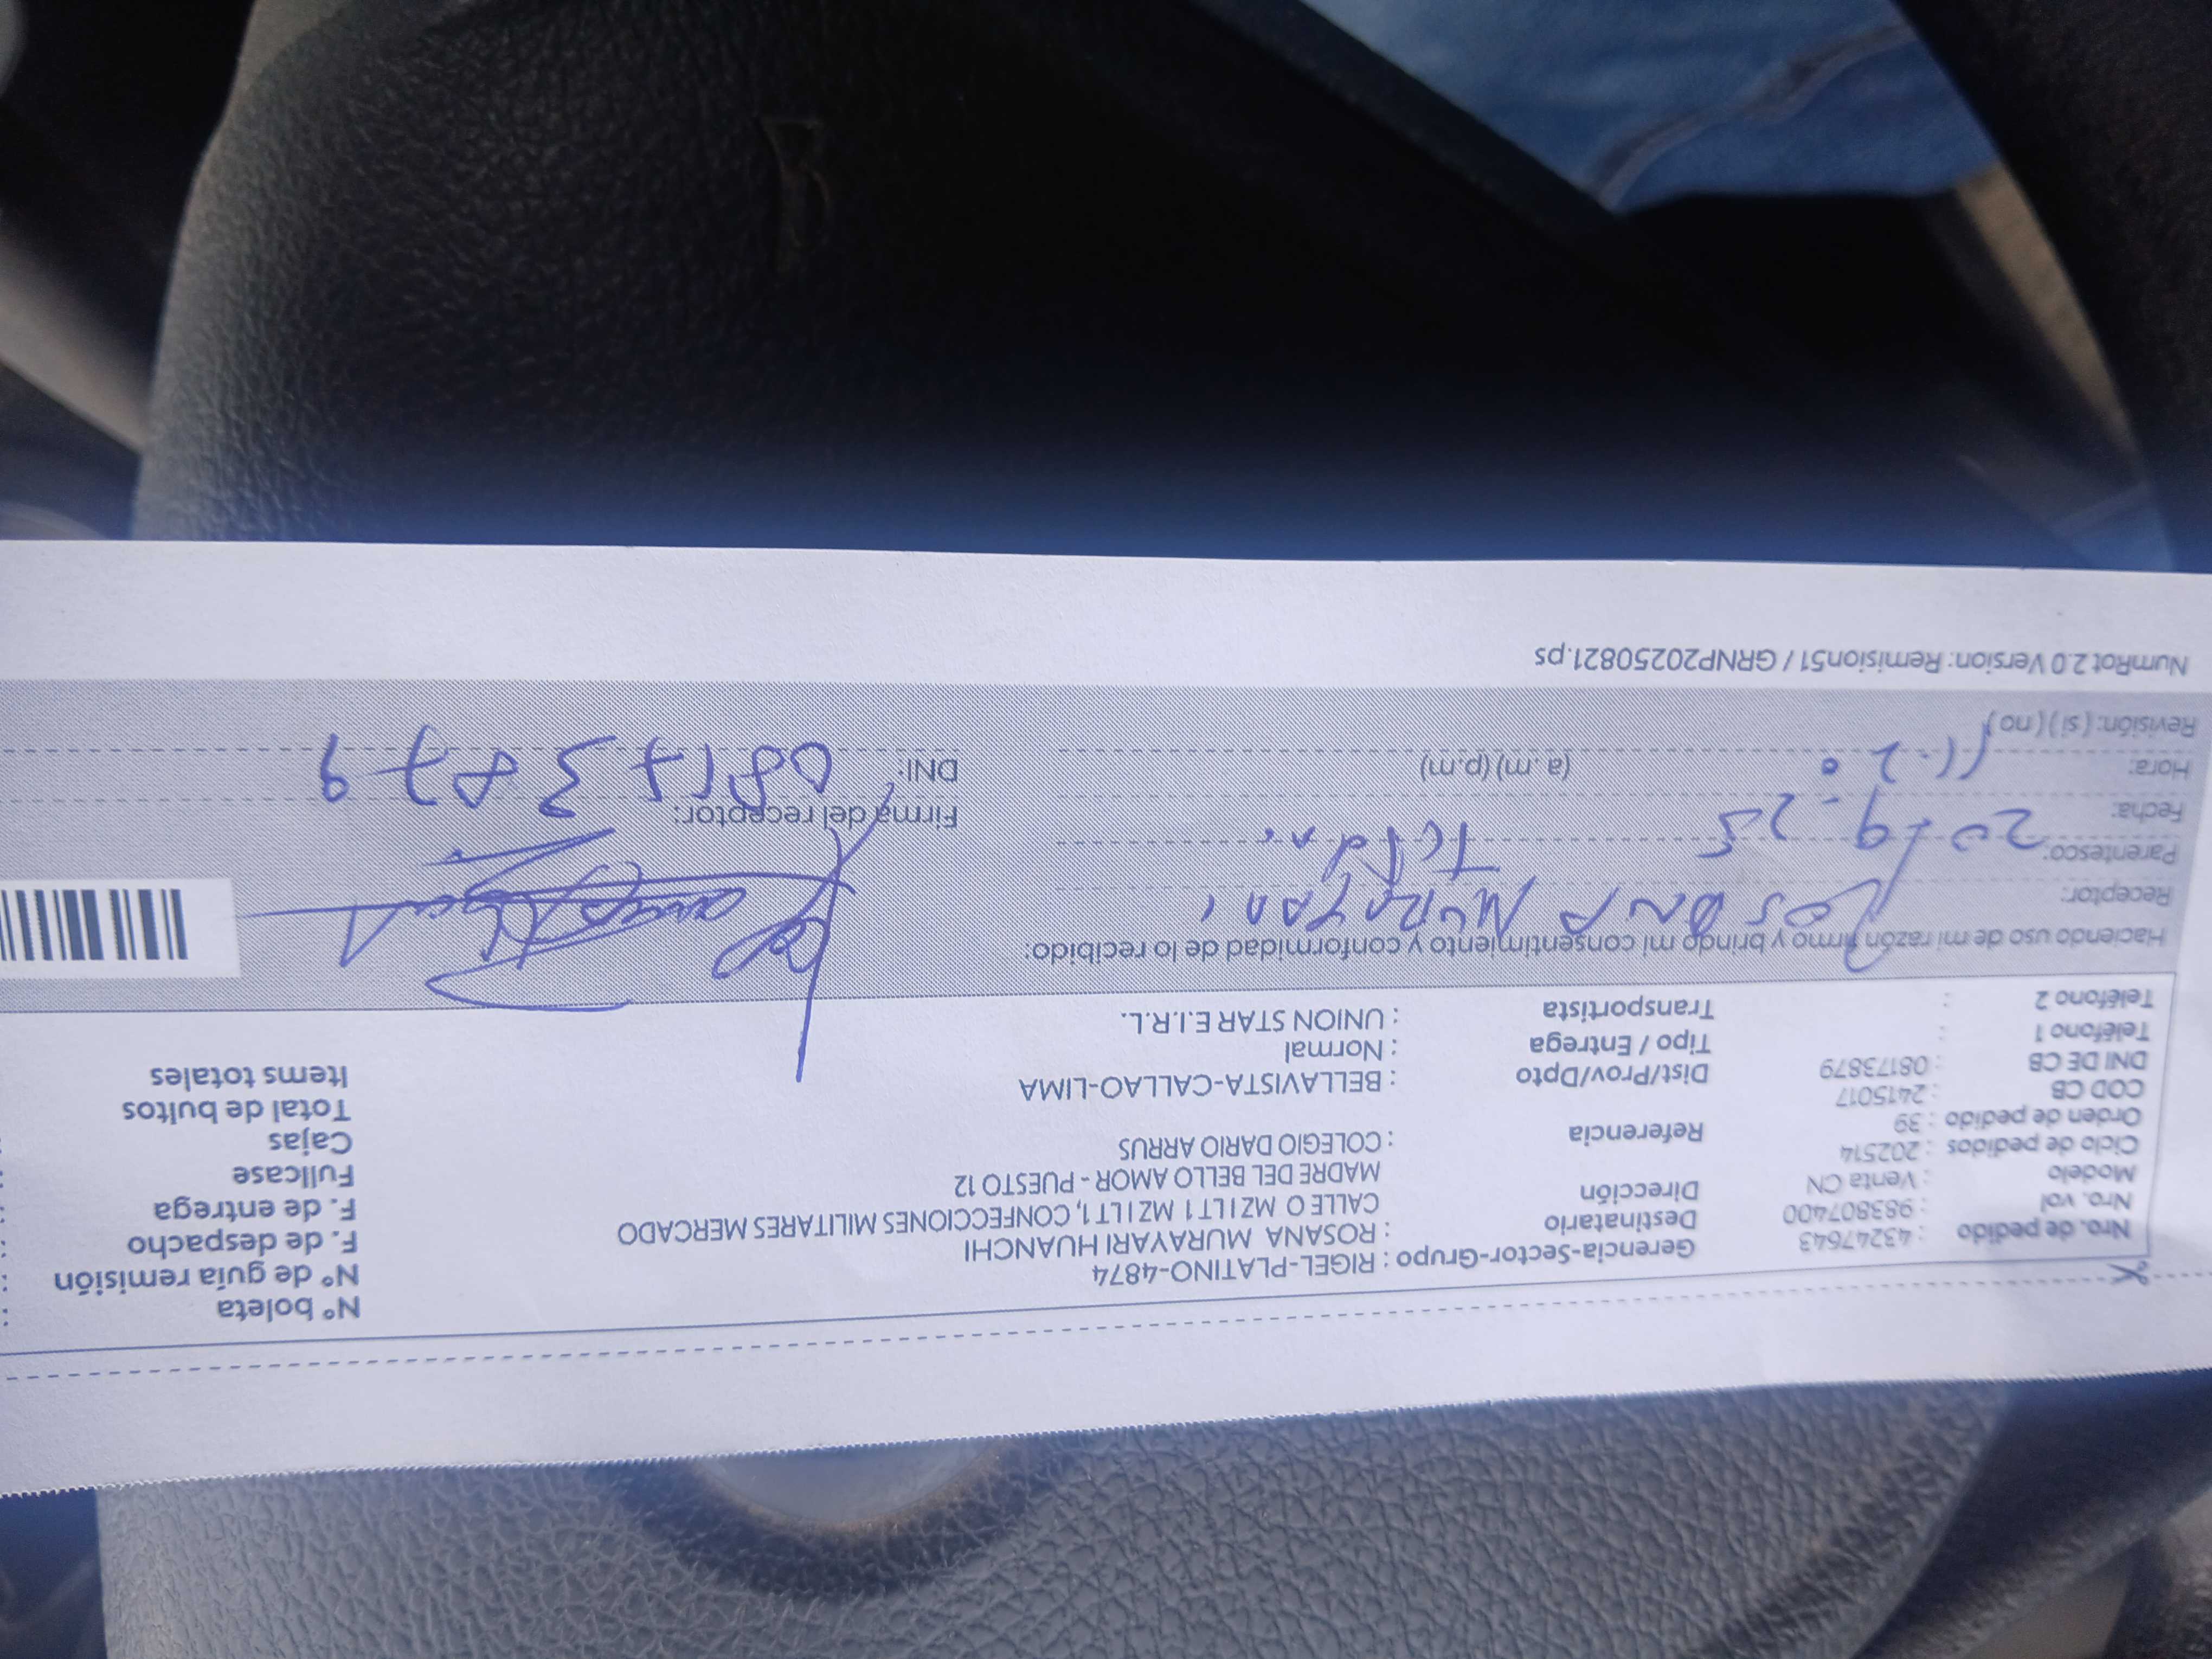 Nº boleta :
Nº de guía remisión :
F. de despacho :
F. de entrega :
Fullcase :
Cajas :
Total de bultos :
Items totales
Nro. de pedido : 43247643
Nro. vol : 983807400
Modelo : Venta CN
Ciclo de pedidos : 202514
Orden de pedido : 39
COD CB : 2415017
DNI DE CB : 08173879
Teléfono 1 :
Teléfono 2 :
Gerencia-Sector-Grupo : RIGEL-PLATINO-4874
Destinatario : ROSANA MURAYARI HUANCHI
Dirección CALLE O MZ I LT 1 MZ I LT 1, CONFECCIONES MILITARES MERCADO
MADRE DEL BELLO AMOR - PUESTO 12
Referencia : COLEGIO DARIO ARRUS
Dist/Prov/Dpto : BELLAVISTA-CALLAO-LIMA
Tipo / Entrega : Normal
Transportista : UNION STAR E.I.R.L.
Haciendo uso de mi razón firmo y brindo mi consentimiento y conformidad de lo recibido:
Receptor: MURAYARI
Parentesco: Titular
Fecha: 9-25
Hora: 11:20 (a. m) (p.m)
Revisión: (si) (no)
Firma del receptor:
DNI: 08173879
NumRot 2.0 Version: Remision51 / GRNP20250821.ps